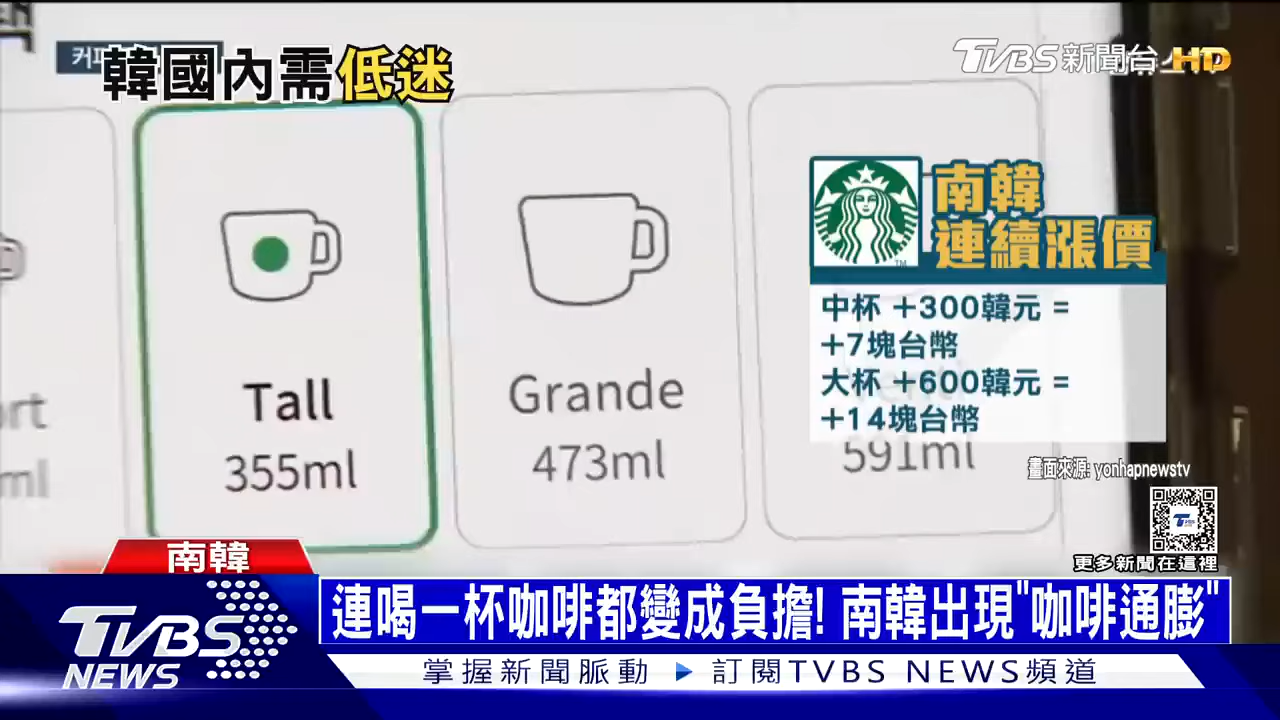 韓國內需低迷
TVBS新聞台 HD
커피
南韓
連續漲價
中杯 +300韓元 =
+7塊台幣
大杯 +600韓元 =
+14塊台幣
Tall
355ml
Grande
473ml
591ml
rt
ml
畫面來源: yonhapnewstv
更多新聞在這裡
南韓
連喝一杯咖啡都變成負擔! 南韓出現"咖啡通膨"
TVBS NEWS
掌握新聞脈動 ▶ 訂閱TVBS NEWS頻道